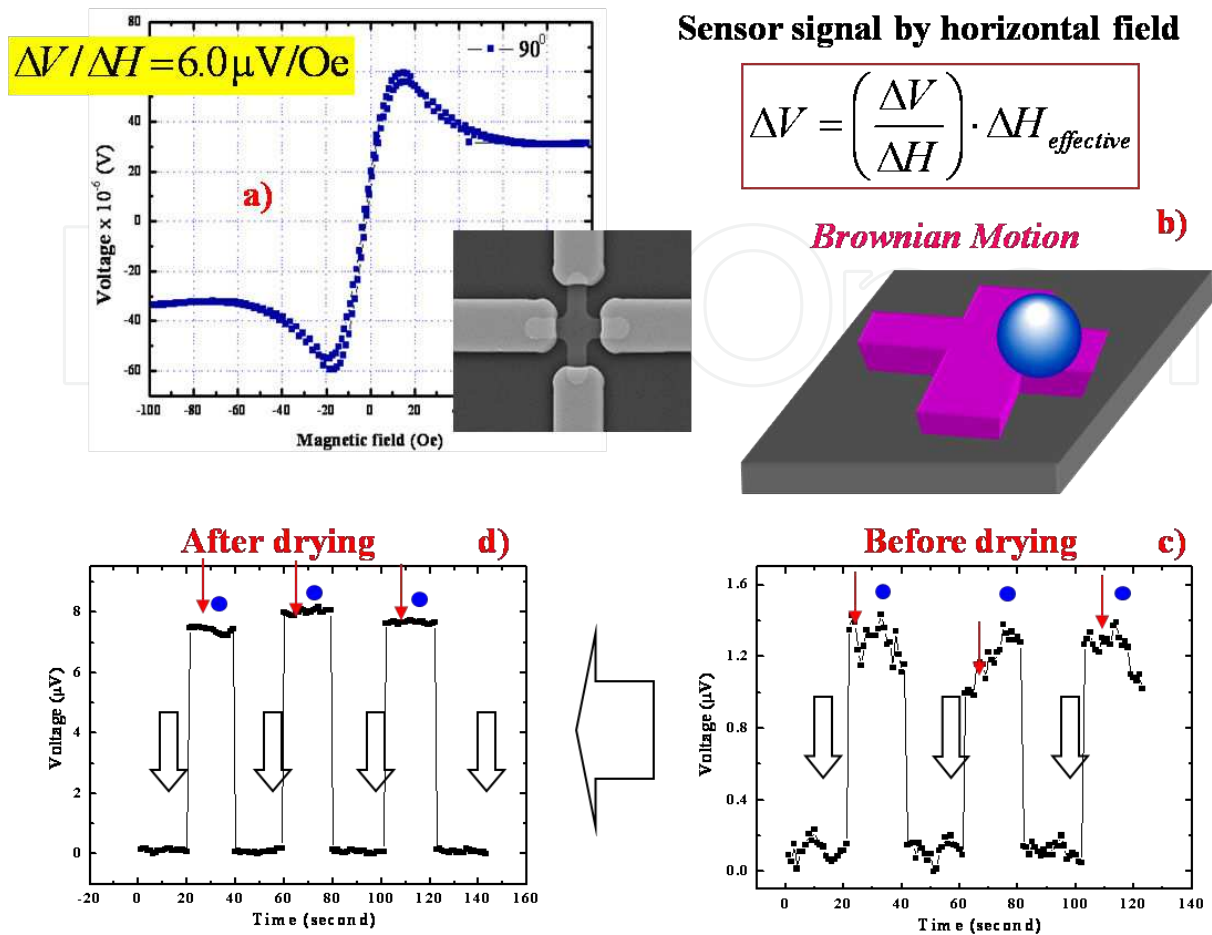 ΔV/ΔH=6.0μV/Oe
90⁰
Sensor signal by horizontal field
ΔV = (ΔV/ΔH) · ΔH effective
80
40
20
0
-20
-40
-60
Voltage x 10⁻⁶ (V)
a)
-100 -80 -60 -40 -20 0 20
Magnetic field (Oe)
Brownian Motion
b)
After drying
d)
8
6
4
2
0
Voltage (μV)
-20 0 20 40 60 80 100 120 140 160
Time (second)
Before drying
c)
1.6
1.2
0.8
0.4
0.0
Voltage (μV)
0 20 40 60 80 100 120 140
Time (second)